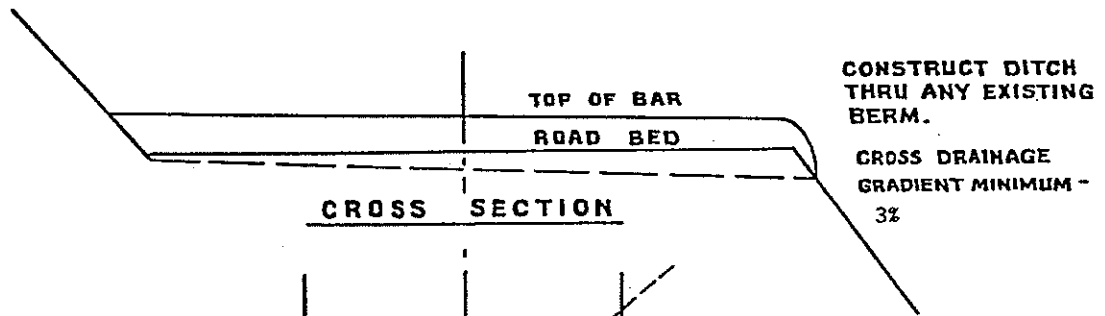 CONSTRUCT DITCH
THRU ANY EXISTING
BERM.
TOP OF BAR
ROAD BED
CROSS DRAINAGE
GRADIENT MINIMUM -
3%
CROSS SECTION